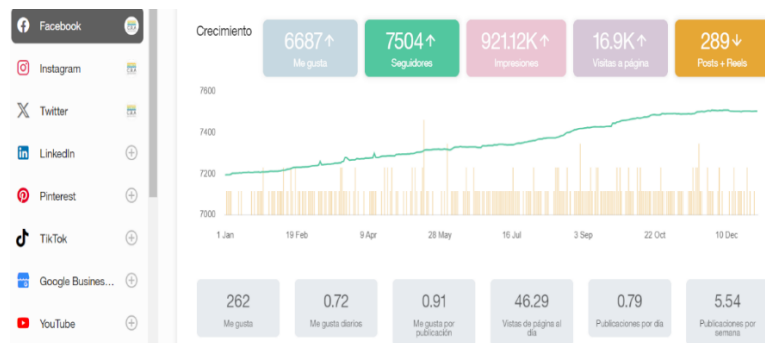 Facebook
Instagram
Twitter
LinkedIn
Pinterest
TikTok
Google Busines...
YouTube
Crecimiento
6687↑
Me gusta
7504↑
Seguidores
921.12K↑
Impresiones
16.9K↑
Visitas a página
289↓
Posts + Reels
7600
7400
7200
7000
1 Jan
19 Feb
9 Apr
28 May
16 Jul
3 Sep
22 Oct
10 Dec
262
Me gusta
0.72
Me gusta diarios
0.91
Me gusta por
publicación
46.29
Vistas de página al
día
0.79
Publicaciones por día
5.54
Publicaciones por
semana